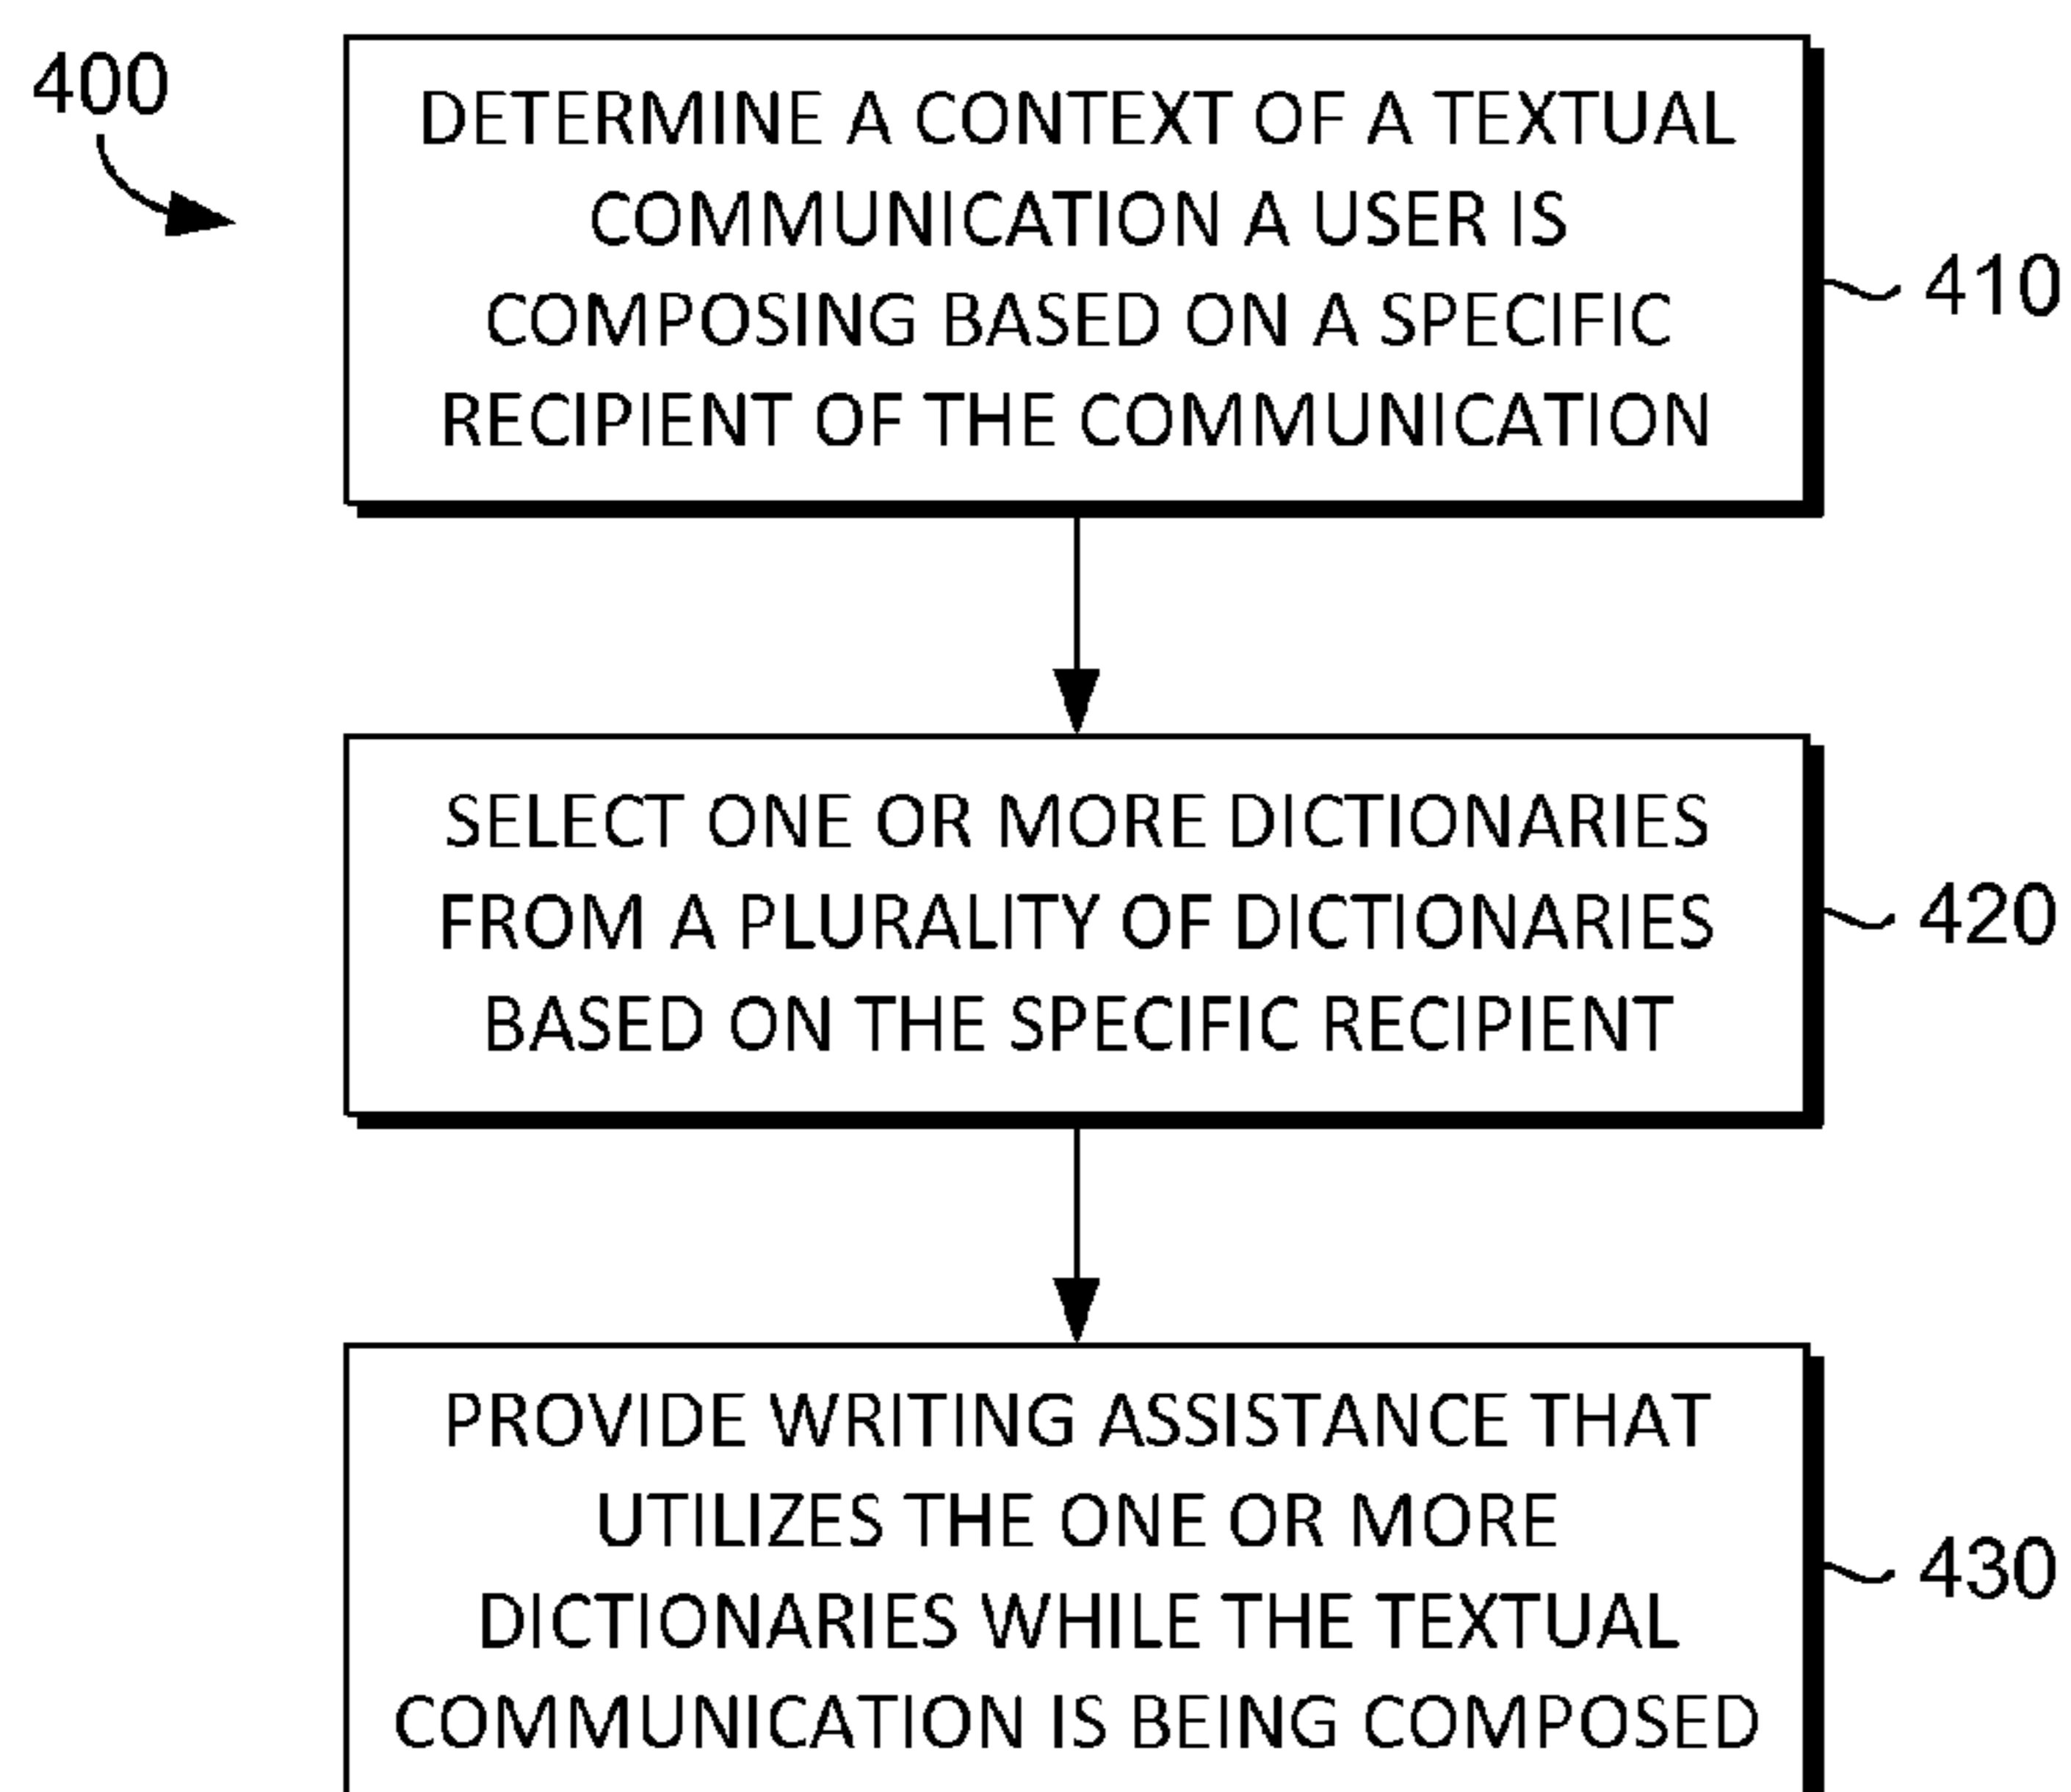 400
DETERMINE A CONTEXT OF A TEXTUAL
COMMUNICATION A USER IS
COMPOSING BASED ON A SPECIFIC
RECIPIENT OF THE COMMUNICATION
410
SELECT ONE OR MORE DICTIONARIES
FROM A PLURALITY OF DICTIONARIES
BASED ON THE SPECIFIC RECIPIENT
420
PROVIDE WRITING ASSISTANCE THAT
UTILIZES THE ONE OR MORE
DICTIONARIES WHILE THE TEXTUAL
COMMUNICATION IS BEING COMPOSED
430